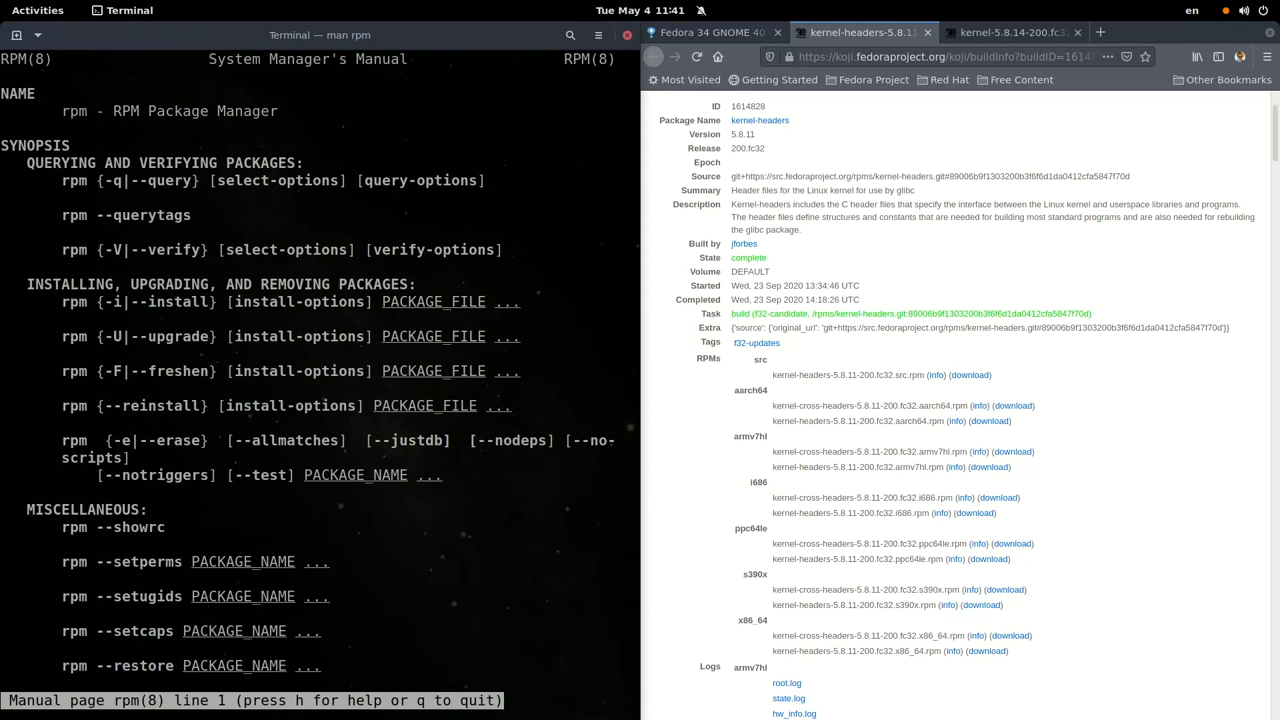 Activities
Terminal
Tue May 4 11:41
en
Terminal — man rpm
RPM(8) System Manager's Manual RPM(8)
NAME
rpm - RPM Package Manager
SYNOPSIS
QUERYING AND VERIFYING PACKAGES:
rpm {-q|--query} [select-options] [query-options]
rpm --querytags
rpm {-V|--verify} [select-options] [verify-options]
INSTALLING, UPGRADING, AND REMOVING PACKAGES:
rpm {-i|--install} [install-options] PACKAGE_FILE ...
rpm {-U|--upgrade} [install-options] PACKAGE_FILE ...
rpm {-F|--freshen} [install-options] PACKAGE_FILE ...
rpm {--reinstall} [install-options] PACKAGE_FILE ...
rpm {-e|--erase} [--allmatches] [--justdb] [--nodeps] [--no-
scripts]
[--notriggers] [--test] PACKAGE_NAME ...
MISCELLANEOUS:
rpm --showrc
rpm --setperms PACKAGE_NAME ...
rpm --setugids PACKAGE_NAME ...
rpm --setcaps PACKAGE_NAME ...
rpm --restore PACKAGE_NAME ...
Manual page rpm(8) line 1 (press h for help or q to quit)
Fedora 34 GNOME 40
kernel-headers-5.8.11
kernel-5.8.14-200.fc3
https://koji.fedoraproject.org/koji/buildinfo?buildID=16148
Most Visited
Getting Started
Fedora Project
Red Hat
Free Content
Other Bookmarks
ID 1614828
Package Name kernel-headers
Version 5.8.11
Release 200.fc32
Epoch
Source git+https://src.fedoraproject.org/rpms/kernel-headers.git#89006b9f1303200b3f6f6d1da0412cfa5847f70d
Summary Header files for the Linux kernel for use by glibc
Description Kernel-headers includes the C header files that specify the interface between the Linux kernel and userspace libraries and programs.
The header files define structures and constants that are needed for building most standard programs and are also needed for rebuilding
the glibc package.
Built by jforbes
State complete
Volume DEFAULT
Started Wed, 23 Sep 2020 13:34:46 UTC
Completed Wed, 23 Sep 2020 14:18:26 UTC
Task build (f32-candidate, /rpms/kernel-headers.git:89006b9f1303200b3f6f6d1da0412cfa5847f70d)
Extra {'source': {'original_url': 'git+https://src.fedoraproject.org/rpms/kernel-headers.git#89006b9f1303200b3f6f6d1da0412cfa5847f70d'}}
Tags f32-updates
RPMs src
kernel-headers-5.8.11-200.fc32.src.rpm (info) (download)
aarch64
kernel-cross-headers-5.8.11-200.fc32.aarch64.rpm (info) (download)
kernel-headers-5.8.11-200.fc32.aarch64.rpm (info) (download)
armv7hl
kernel-cross-headers-5.8.11-200.fc32.armv7hl.rpm (info) (download)
kernel-headers-5.8.11-200.fc32.armv7hl.rpm (info) (download)
i686
kernel-cross-headers-5.8.11-200.fc32.i686.rpm (info) (download)
kernel-headers-5.8.11-200.fc32.i686.rpm (info) (download)
ppc64le
kernel-cross-headers-5.8.11-200.fc32.ppc64le.rpm (info) (download)
kernel-headers-5.8.11-200.fc32.ppc64le.rpm (info) (download)
s390x
kernel-cross-headers-5.8.11-200.fc32.s390x.rpm (info) (download)
kernel-headers-5.8.11-200.fc32.s390x.rpm (info) (download)
x86_64
kernel-cross-headers-5.8.11-200.fc32.x86_64.rpm (info) (download)
kernel-headers-5.8.11-200.fc32.x86_64.rpm (info) (download)
Logs armv7hl
root.log
state.log
hw_info.log